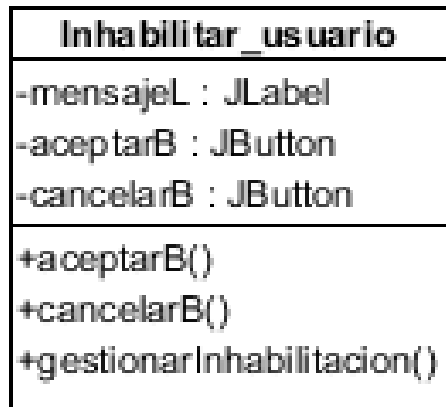 Inhabilitar_usuario
-mensajeL : JLabel
-aceptarB : JButton
-cancelarB : JButton
+aceptarB()
+cancelarB()
+gestionarInhabilitacion()